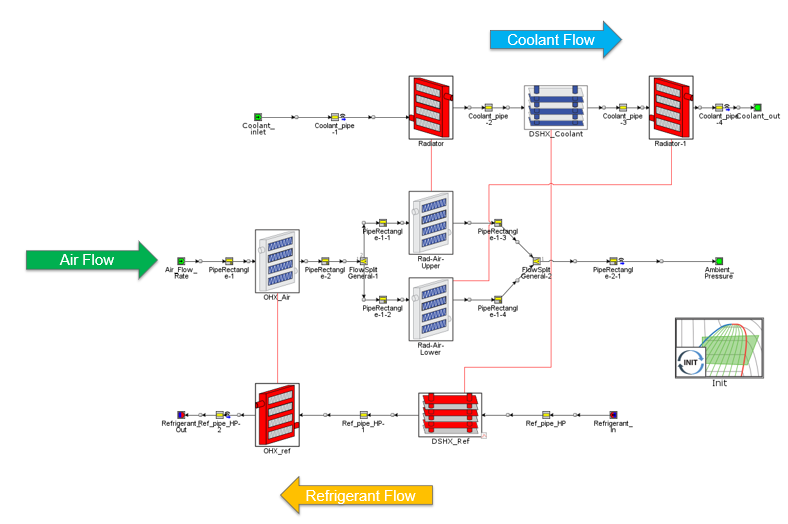 Coolant Flow
Coolant_
inlet
Coolant_pipe
-1
Radiator
Coolant_pipe
-2
DSHX_Coolant
Coolant_pipe
-3
Radiator-1
Coolant_pipe
-4
Coolant_out
Air Flow
Air_Flow_
Rate
PipeRectangl
e-1
OHX_Air
PipeRectangl
e-2
FlowSplit
General-1
PipeRectangl
e-1-1
Rad-Air-
Upper
PipeRectangl
e-1-3
PipeRectangl
e-1-2
Rad-Air-
Lower
PipeRectangl
e-1-4
FlowSplit
General-2
PipeRectangl
e-2-1
Ambient_
Pressure
INIT
Init
Refrigerant_
Out
Ref_pipe_HP-
2
OHX_ref
Ref_pipe_HP-
1
DSHX_Ref
Ref_pipe_HP
Refrigerant_
In
Refrigerant Flow